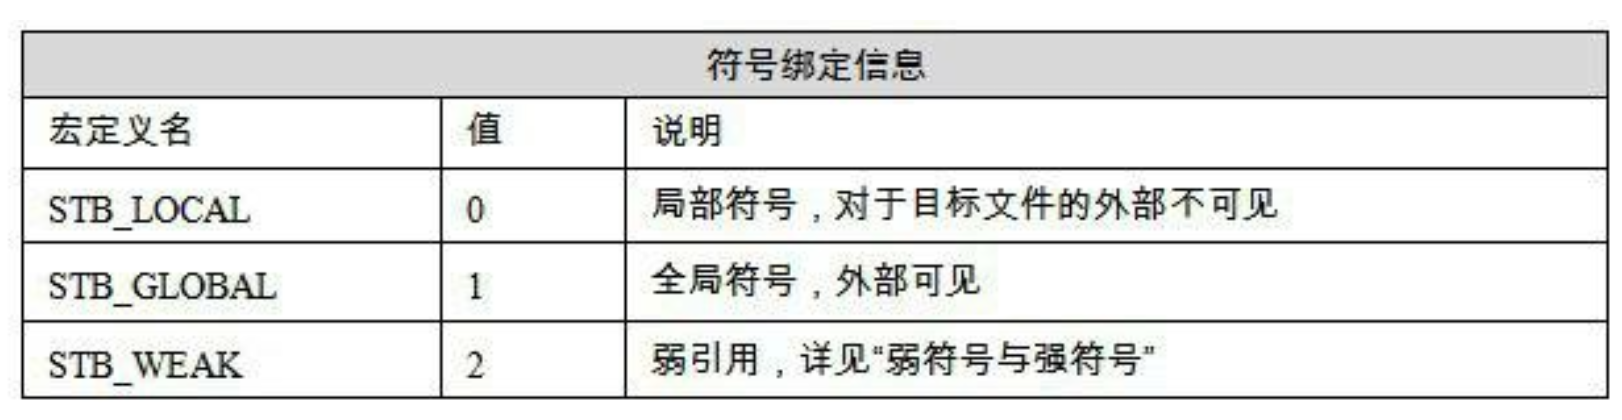 符号绑定信息
宏定义名 值 说明
STB_LOCAL 0 局部符号，对于目标文件的外部不可见
STB_GLOBAL 1 全局符号，外部可见
STB_WEAK 2 弱引用，详见“弱符号与强符号”